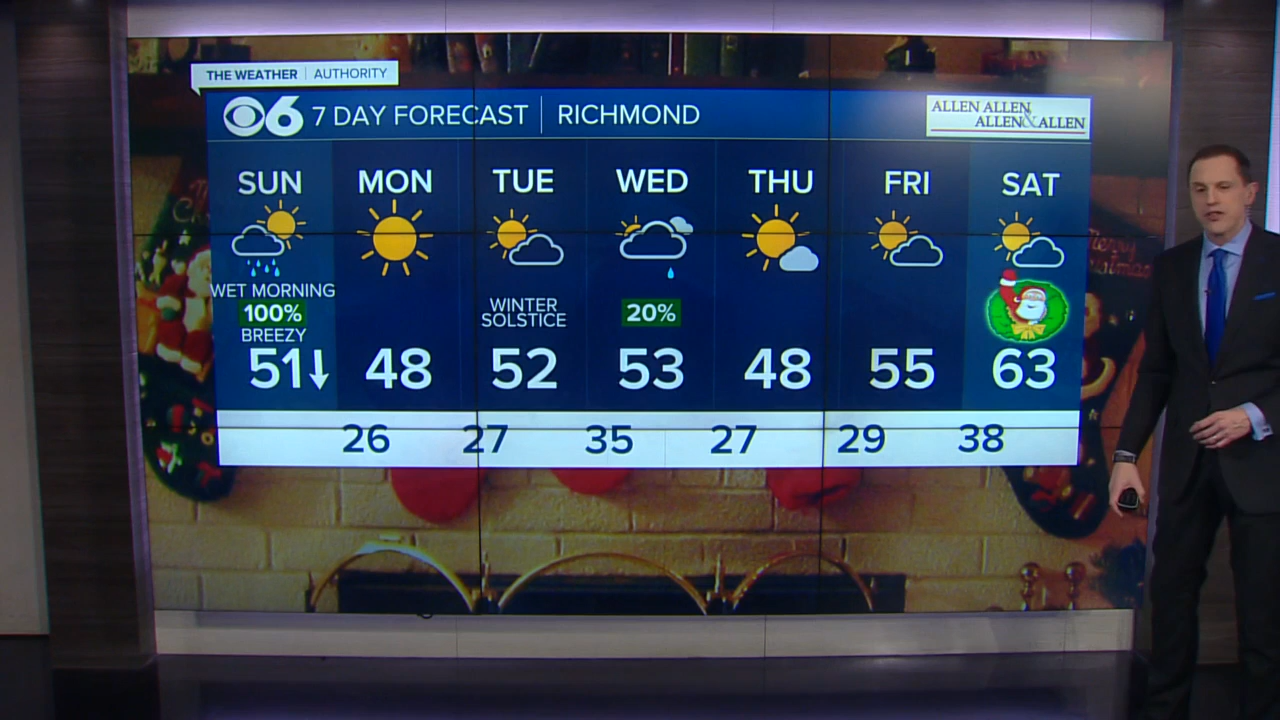 THE WEATHER | AUTHORITY
6 7 DAY FORECAST | RICHMOND
ALLEN ALLEN
ALLEN&ALLEN
SUN MON TUE WED THU FRI SAT
WET MORNING
100%
BREEZY
WINTER
SOLSTICE
20%
51↓ 48 52 53 48 55 63
26 27 35 27 29 38
Merry